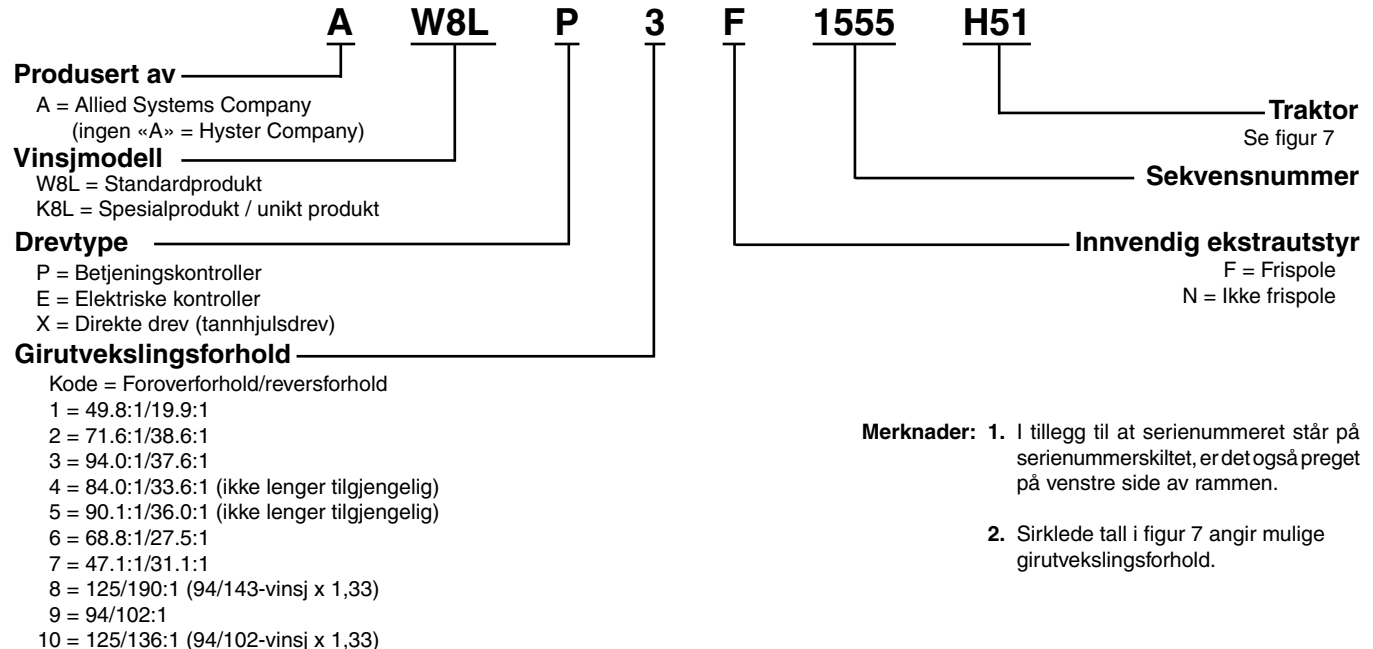 A W8L P 3 F 1555 H51
Produsert av
A = Allied Systems Company
(ingen «A» = Hyster Company)
Vinsjmodell
W8L = Standardprodukt
K8L = Spesialprodukt / unikt produkt
Drevtype
P = Betjeningskontroller
E = Elektriske kontroller
X = Direkte drev (tannhjulsdrev)
Girutvekslingsforhold
Kode = Foroverforhold/reversforhold
1 = 49.8:1/19.9:1
2 = 71.6:1/38.6:1
3 = 94.0:1/37.6:1
4 = 84.0:1/33.6:1 (ikke lenger tilgjengelig)
5 = 90.1:1/36.0:1 (ikke lenger tilgjengelig)
6 = 68.8:1/27.5:1
7 = 47.1:1/31.1:1
8 = 125/190:1 (94/143-vinsj x 1,33)
9 = 94/102:1
10 = 125/136:1 (94/102-vinsj x 1,33)
Traktor
Se figur 7
Sekvensnummer
Innvendig ekstrautstyr
F = Frispole
N = Ikke frispole
Merknader: 1. I tillegg til at serienummeret står på
serienummerskiltet, er det også preget
på venstre side av rammen.
2. Sirklede tall i figur 7 angir mulige
girutvekslingsforhold.